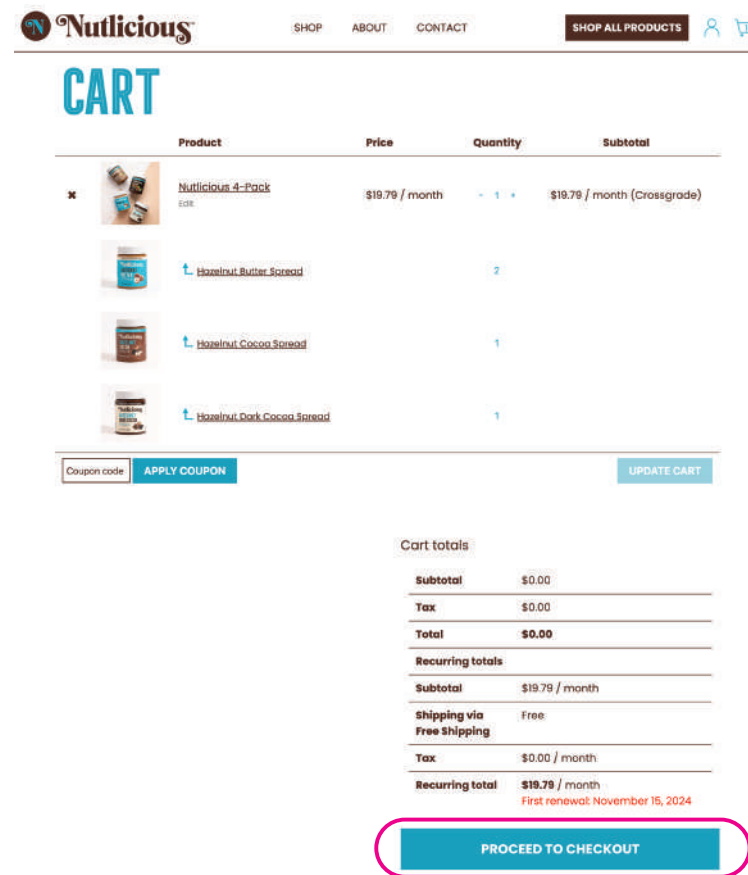 N Nutlicious
SHOP ABOUT CONTACT SHOP ALL PRODUCTS
CART
Product Price Quantity Subtotal
× Nutlicious 4-Pack $19.79 / month - 1 + $19.79 / month (Crossgrade)
Edit
Hazelnut Butter Spread 2
Hazelnut Cocoa Spread 1
Hazelnut Dark Cocoa Spread 1
Coupon code APPLY COUPON UPDATE CART
Cart totals
Subtotal $0.00
Tax $0.00
Total $0.00
Recurring totals
Subtotal $19.79 / month
Shipping via Free
Free Shipping
Tax $0.00 / month
Recurring total $19.79 / month
First renewal: November 15, 2024
PROCEED TO CHECKOUT